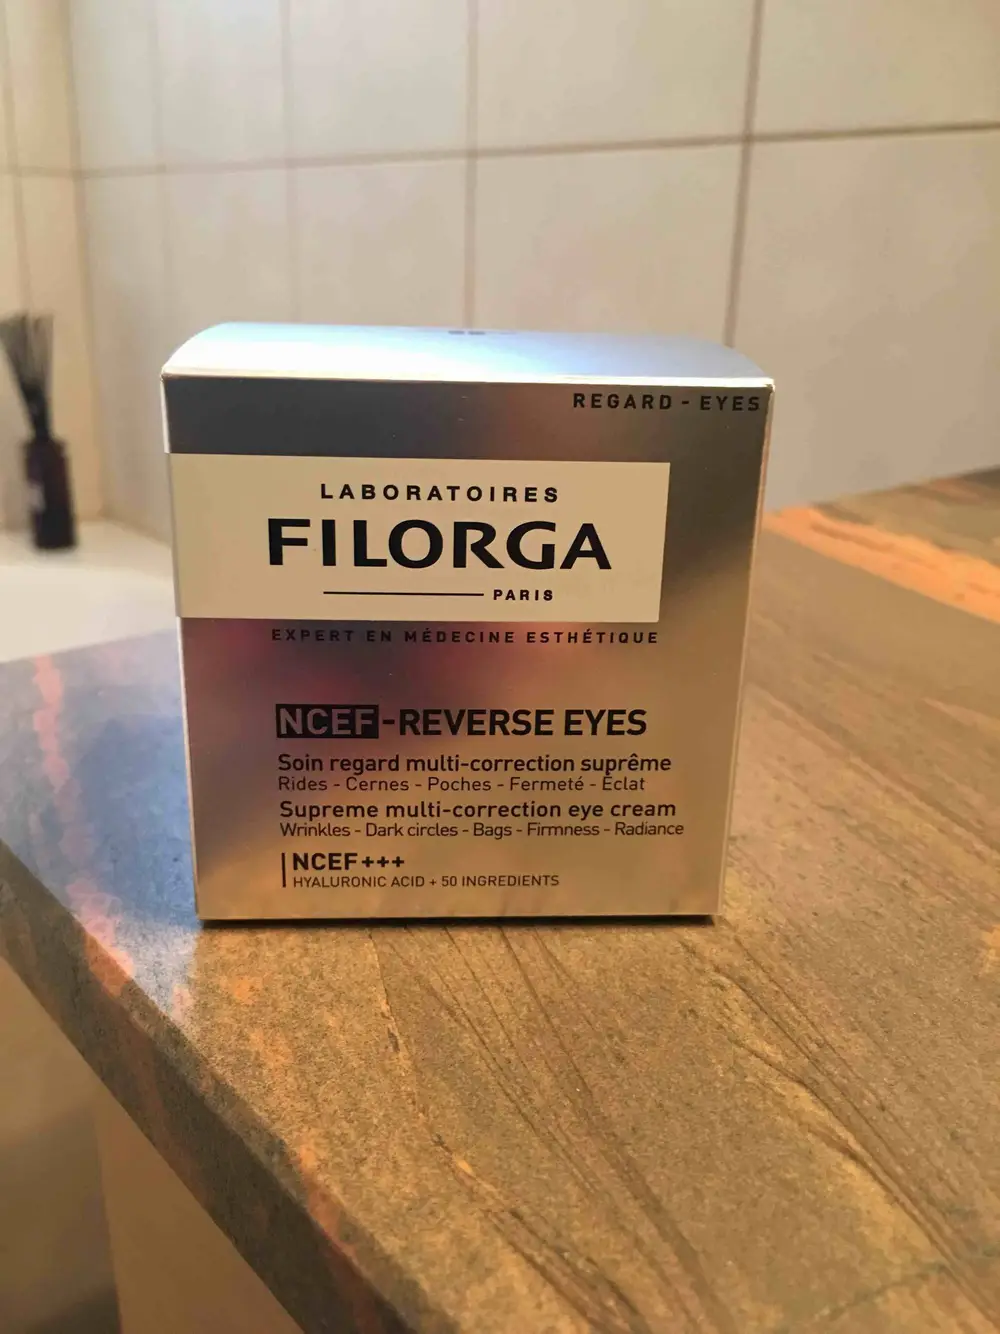 REGARD - EYES
LABORATOIRES
FILORGA
PARIS
EXPERT EN MÉDECINE ESTHÉTIQUE
NCEF-REVERSE EYES
Soin regard multi-correction suprême
Rides - Cernes - Poches - Fermeté - Éclat
Supreme multi-correction eye cream
Wrinkles - Dark circles - Bags - Firmness - Radiance
NCEF+++
HYALURONIC ACID + 50 INGREDIENTS